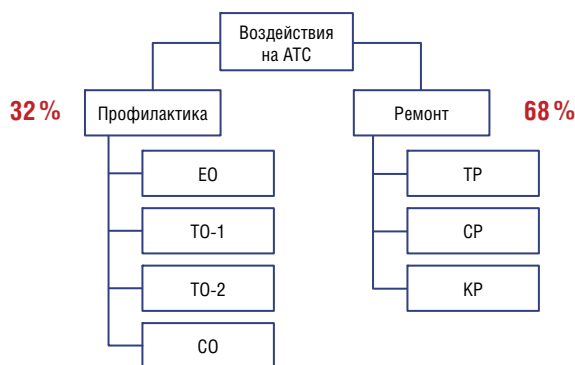 Воздействия
на АТС
32 %
Профилактика
Ремонт
68 %
ЕО
ТР
ТО-1
СР
ТО-2
КР
СО